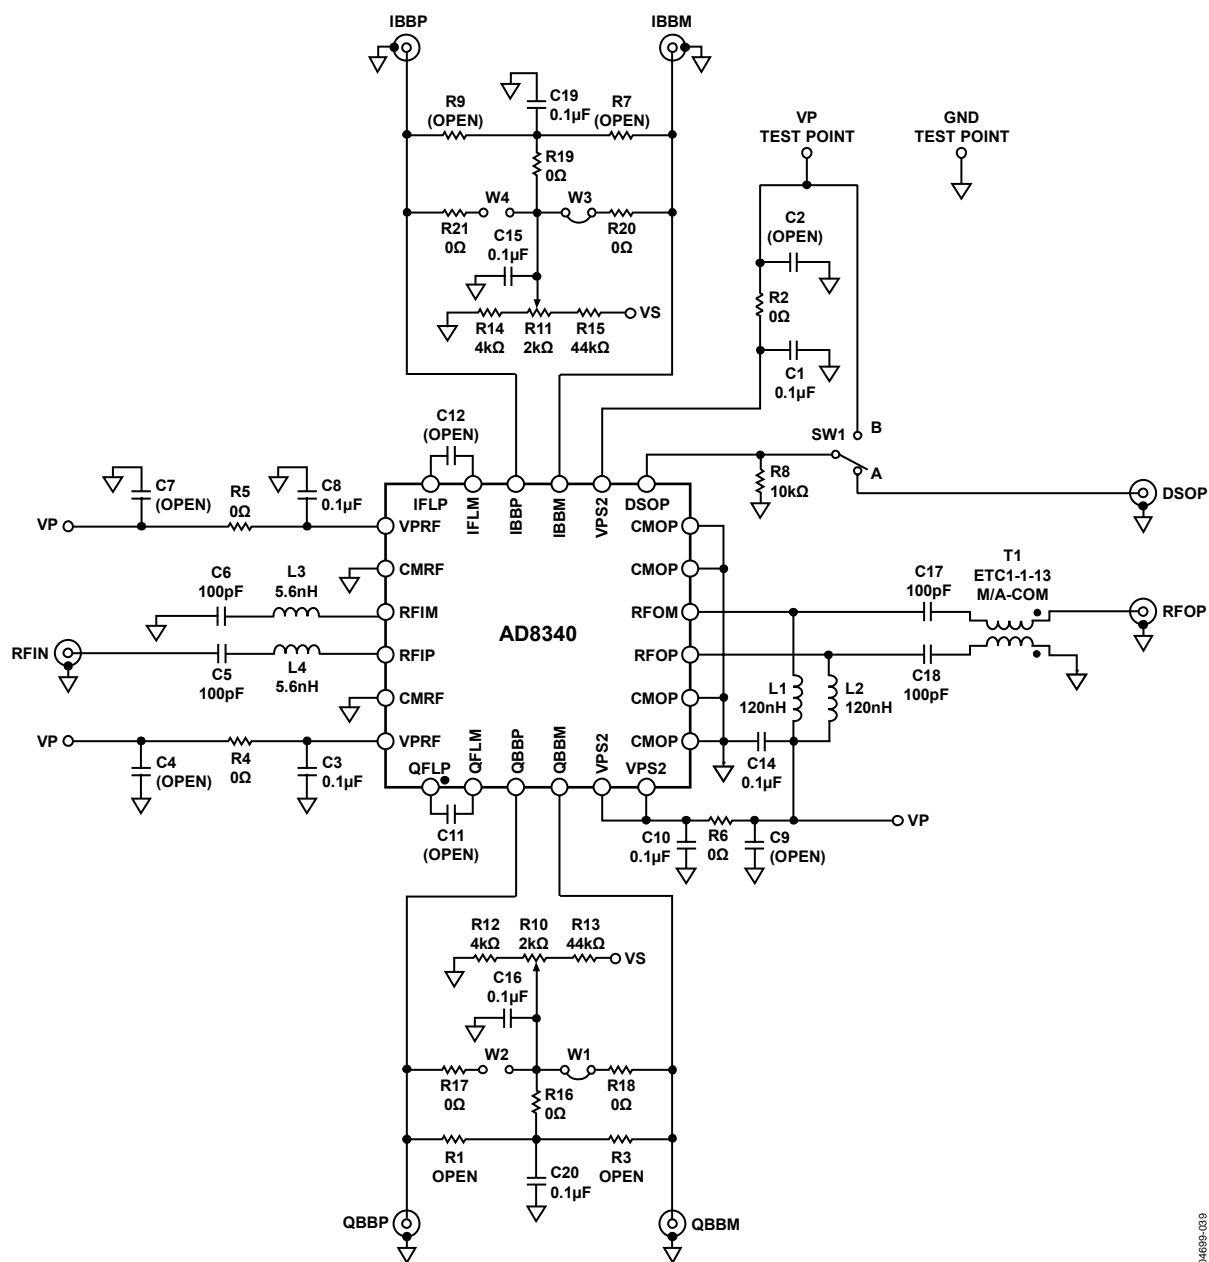 IBBP
IBBM
R9
(OPEN)
C19
0.1µF
R7
(OPEN)
VP
TEST POINT
GND
TEST POINT
R19
0Ω
W4
W3
R21
0Ω
C15
0.1µF
R20
0Ω
C2
(OPEN)
R2
0Ω
VS
R14
4kΩ
R11
2kΩ
R15
44kΩ
C1
0.1µF
C12
(OPEN)
SW1
B
A
R8
10kΩ
DSOP
C7
(OPEN)
R5
0Ω
C8
0.1µF
VP
IFLP
IFLM
IBBP
IBBM
VPS2
DSOP
VPRF
CMOP
CMRF
CMOP
C6
100pF
L3
5.6nH
RFIM
RFOM
C17
100pF
T1
ETC1-1-13
M/A-COM
RFOP
AD8340
RFIN
C5
100pF
L4
5.6nH
RFIP
RFOP
C18
100pF
L1
120nH
L2
120nH
CMRF
CMOP
VP
VPRF
CMOP
C4
(OPEN)
R4
0Ω
C3
0.1µF
QFLP
QFLM
QBBP
QBBM
VPS2
VPS2
C14
0.1µF
C11
(OPEN)
C10
0.1µF
R6
0Ω
C9
(OPEN)
VP
R12
4kΩ
R10
2kΩ
R13
44kΩ
VS
C16
0.1µF
W2
W1
R17
0Ω
R16
0Ω
R18
0Ω
R1
OPEN
R3
OPEN
C20
0.1µF
QBBP
QBBM
04699-039